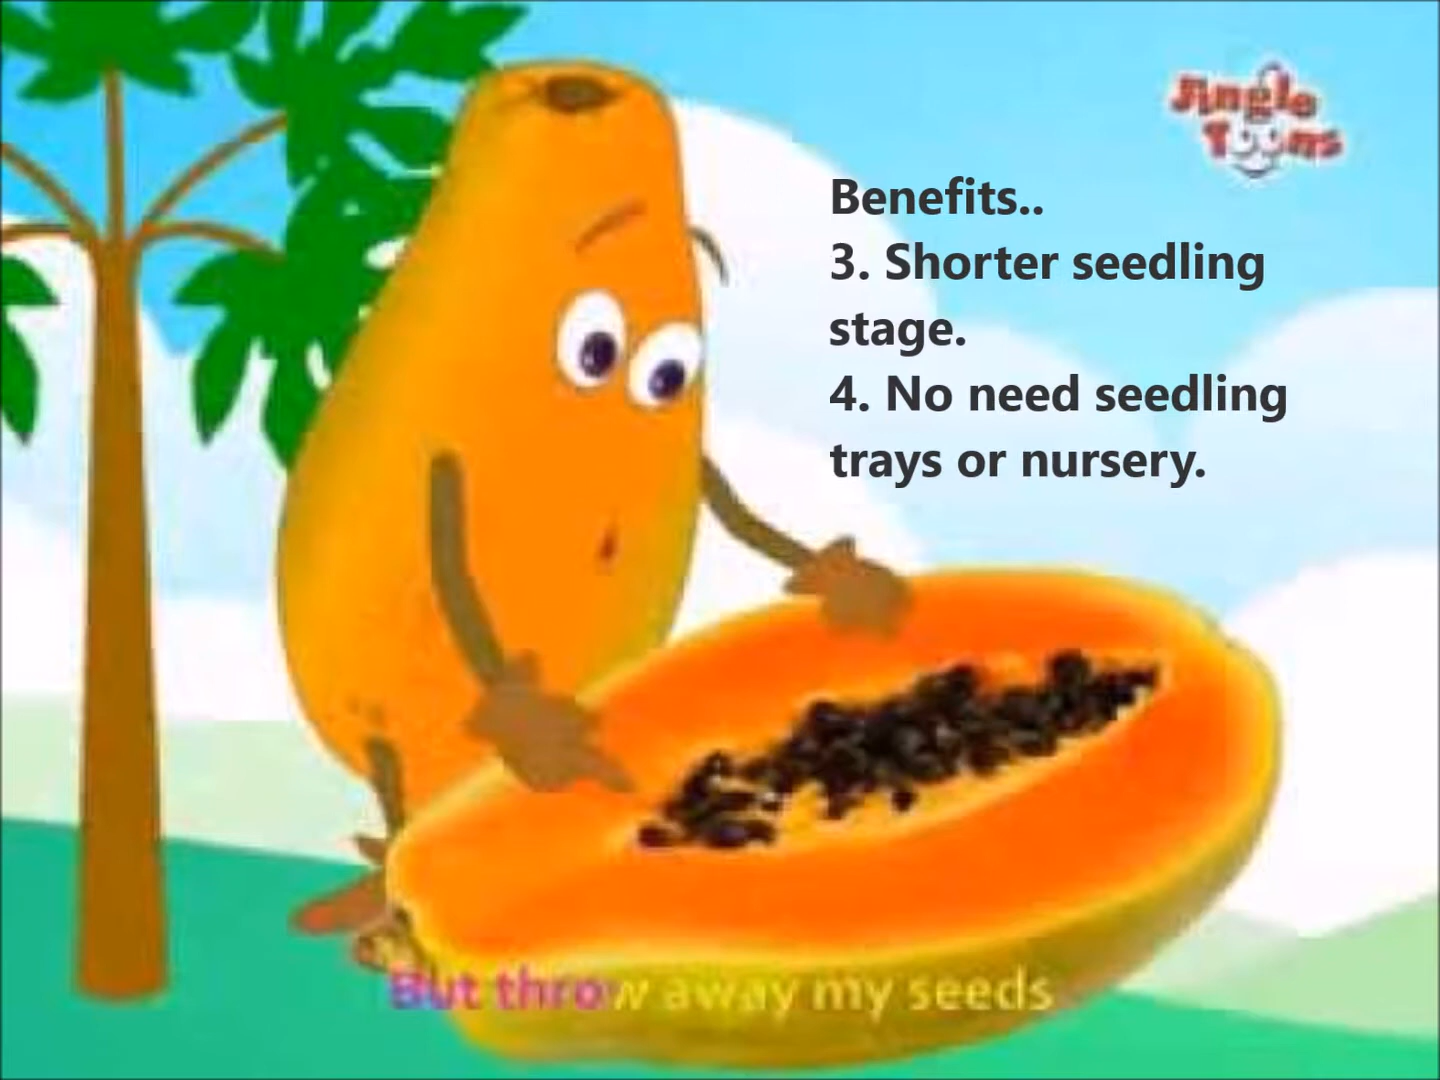 Jingle
Toons
Benefits..
3. Shorter seedling
stage.
4. No need seedling
trays or nursery.
But throw away my seeds